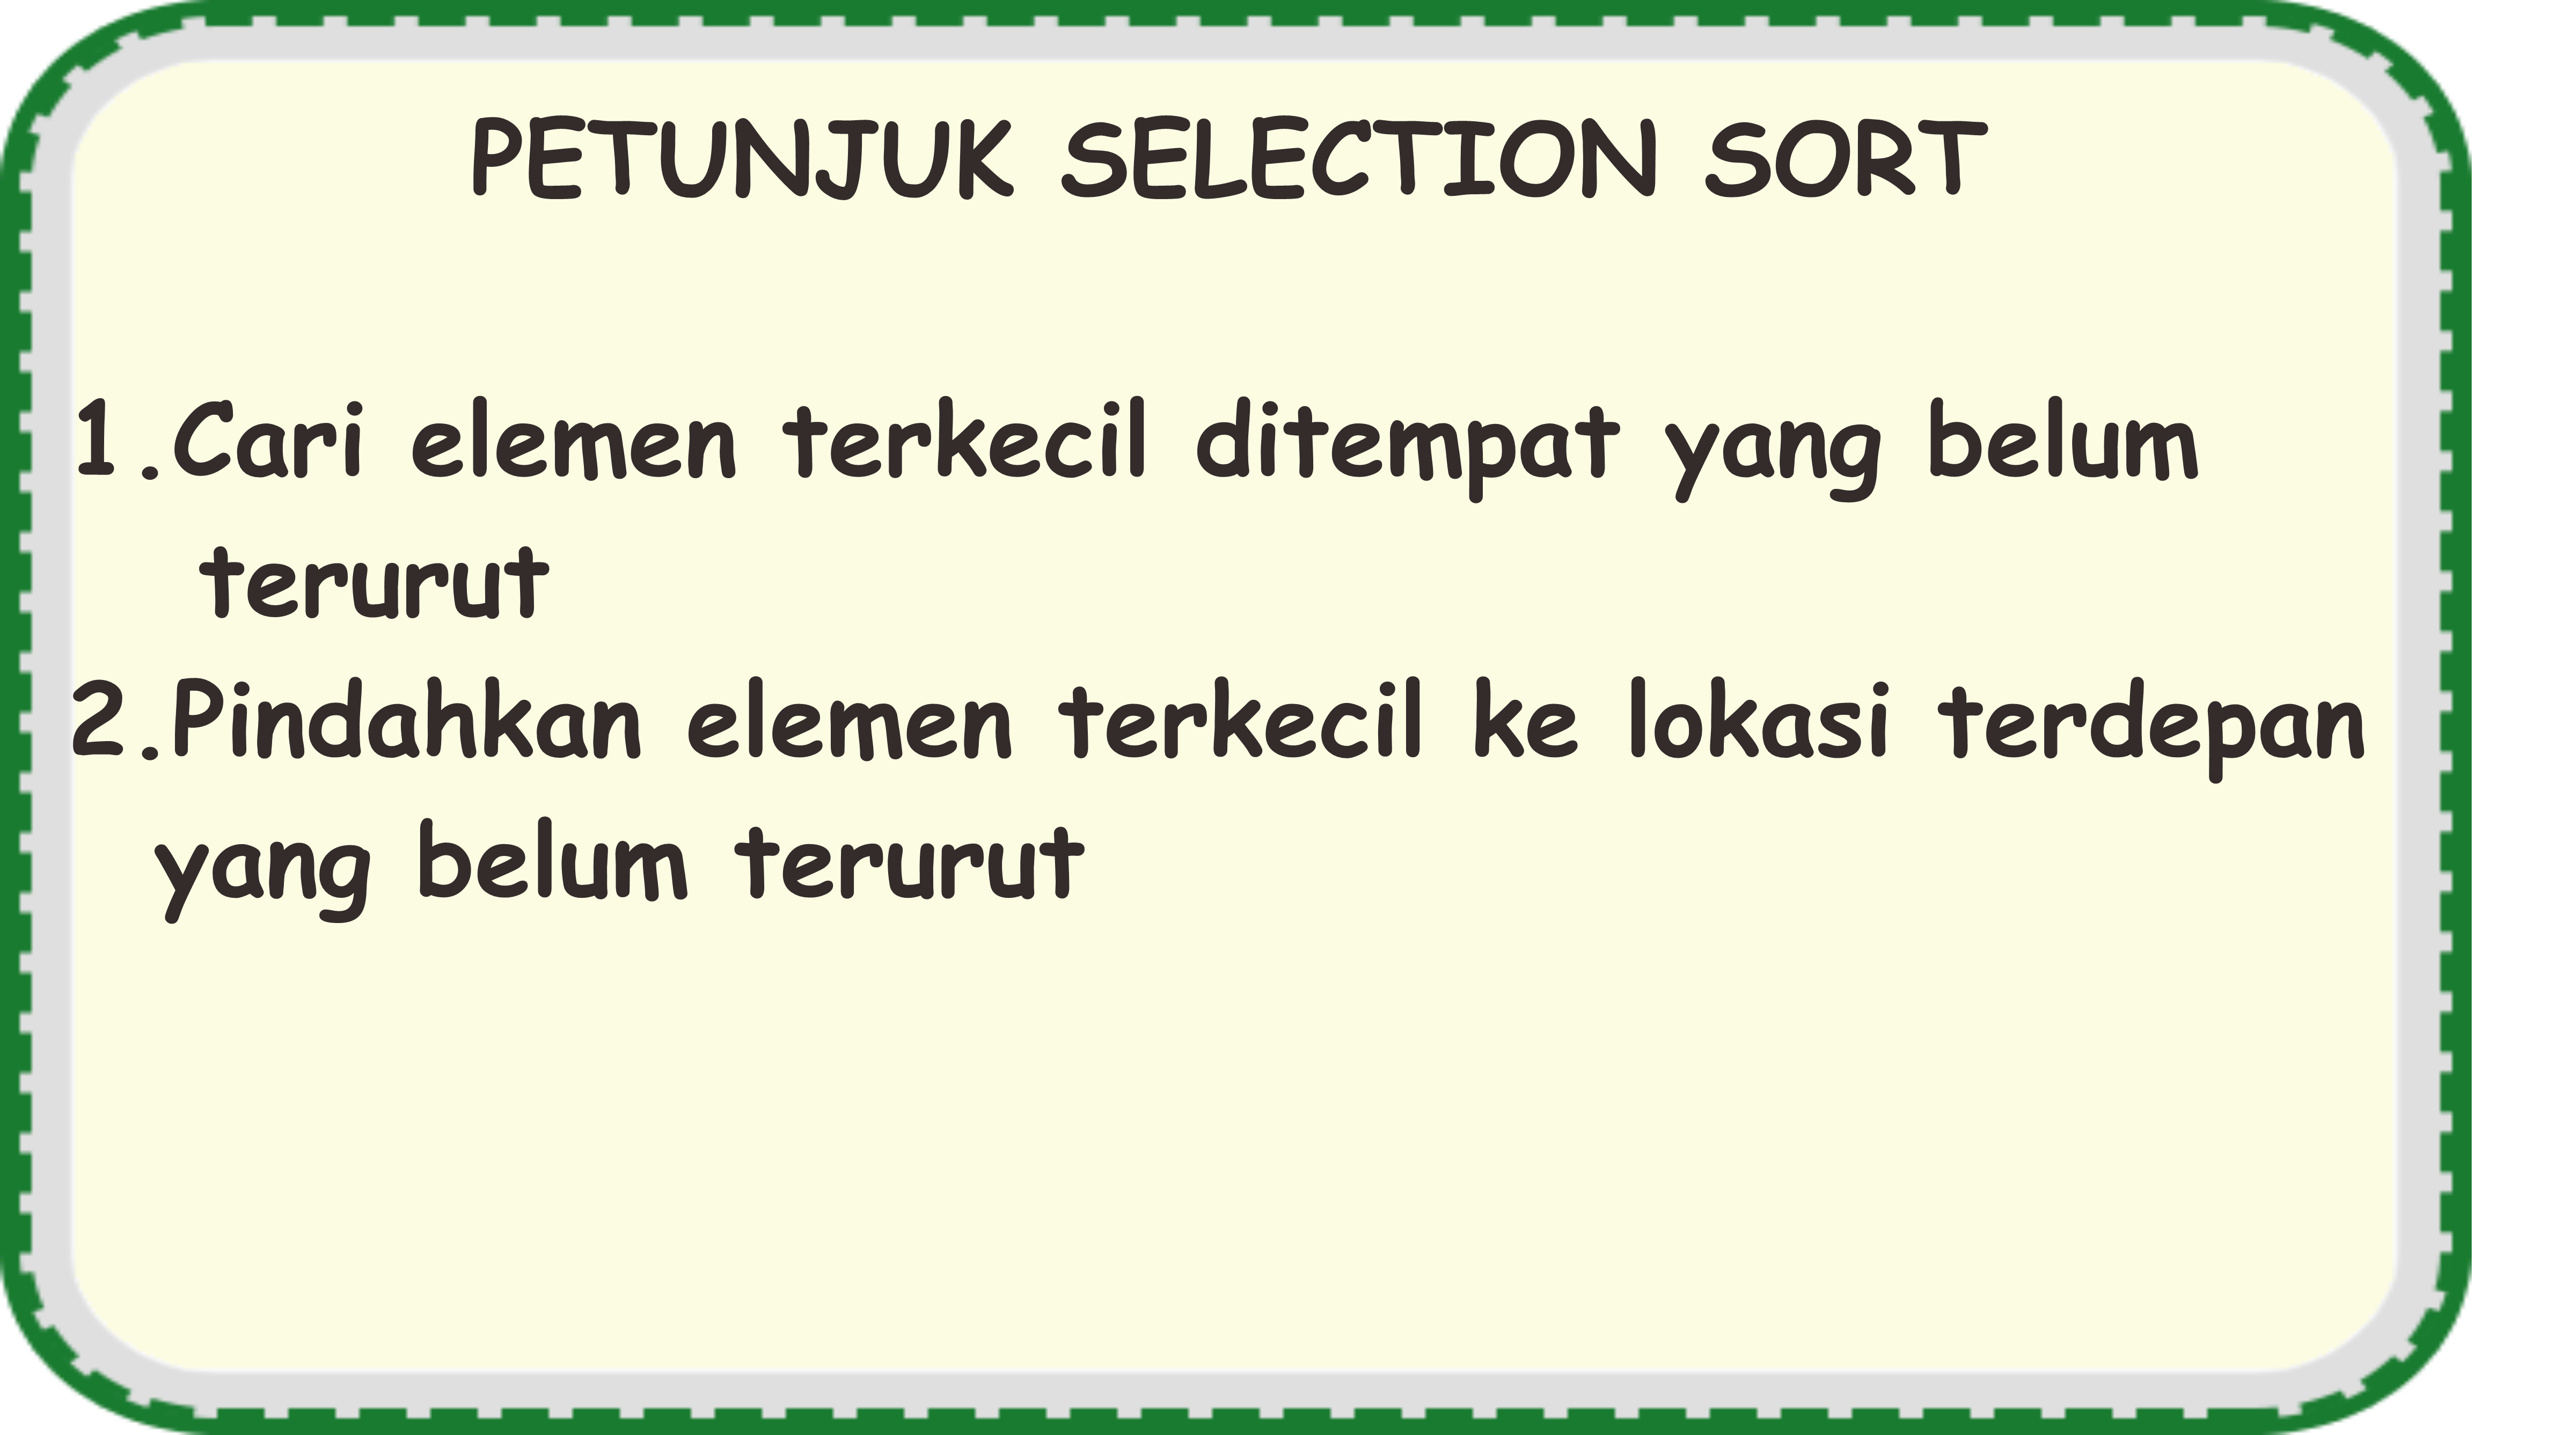 PETUNJUK SELECTION SORT
1.Cari elemen terkecil ditempat yang belum
terurut
2.Pindahkan elemen terkecil ke lokasi terdepan
yang belum terurut